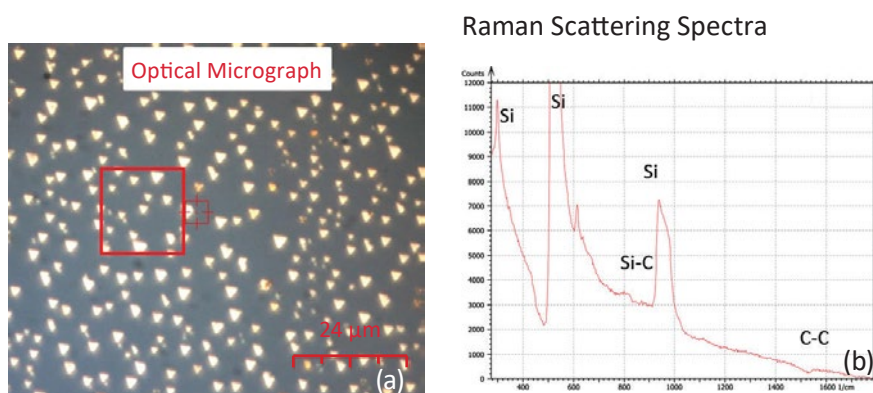 Raman Scattering Spectra
Optical Micrograph
24 μm
(a)
Counts
12000
11000
10000
9000
8000
7000
6000
5000
4000
3000
2000
1000
0
Si
Si
Si
Si-C
C-C
(b)
400
600
800
1000
1200
1400
1600 1/cm